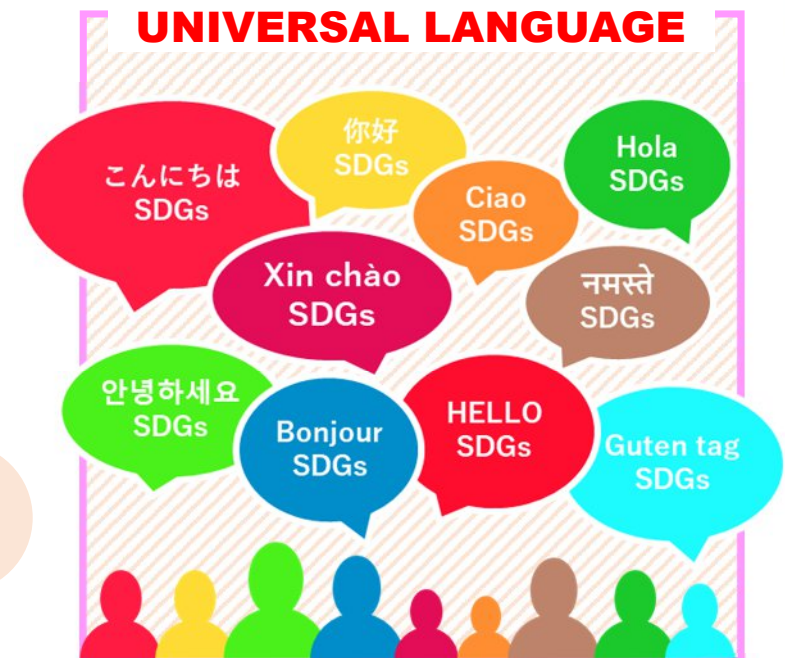 UNIVERSAL LANGUAGE
こんにちは
SDGs
你好
SDGs
Ciao
SDGs
Hola
SDGs
Xin chào
SDGs
नमस्ते
SDGs
안녕하세요
SDGs
Bonjour
SDGs
HELLO
SDGs
Guten tag
SDGs